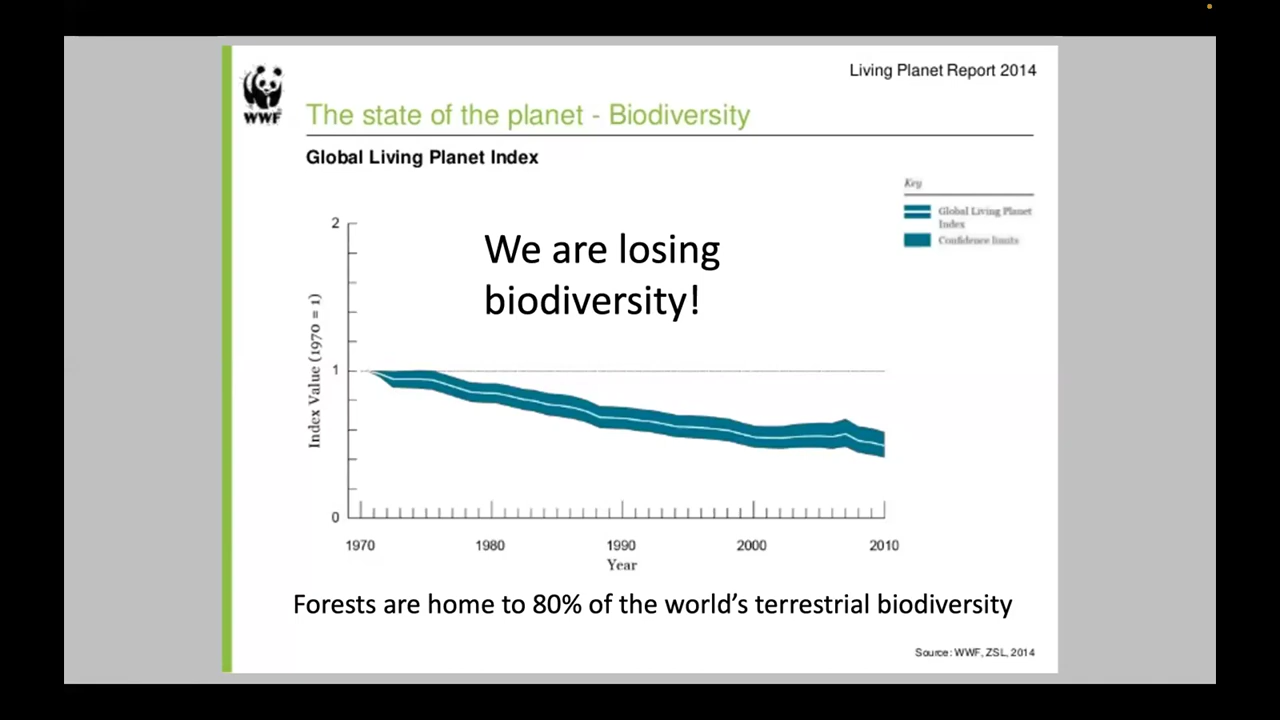 Living Planet Report 2014
WWF
The state of the planet - Biodiversity
Global Living Planet Index
Key
Global Living Planet
Index
Confidence limits
We are losing
biodiversity!
Index Value (1970 = 1)
2
1
0
1970 1980 1990 2000 2010
Year
Forests are home to 80% of the world’s terrestrial biodiversity
Source: WWF, ZSL, 2014